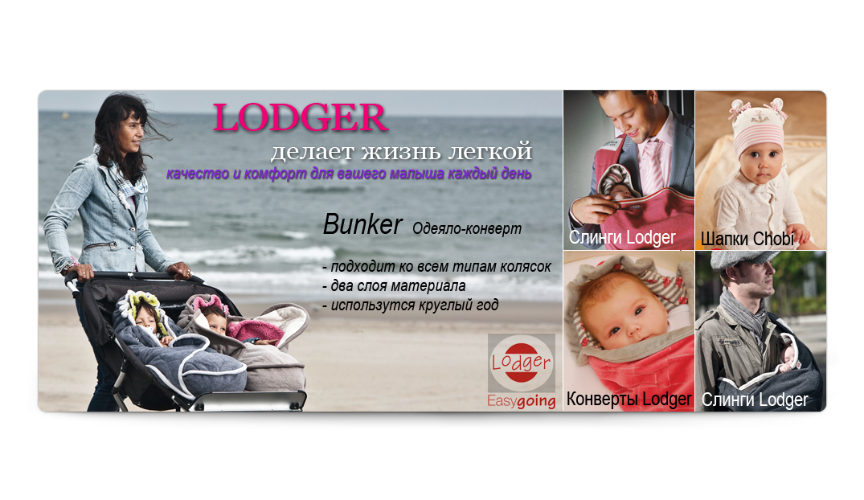 LODGER
делает жизнь легкой
качество и комфорт для вашего малыша каждый день
Bunker Одеяло-конверт
- подходит ко всем типам колясок
- два слоя материала
- использутся круглый год
Lodger
Easygoing
Слинги Lodger
Шапки Chobi
Конверты Lodger
Слинги Lodger